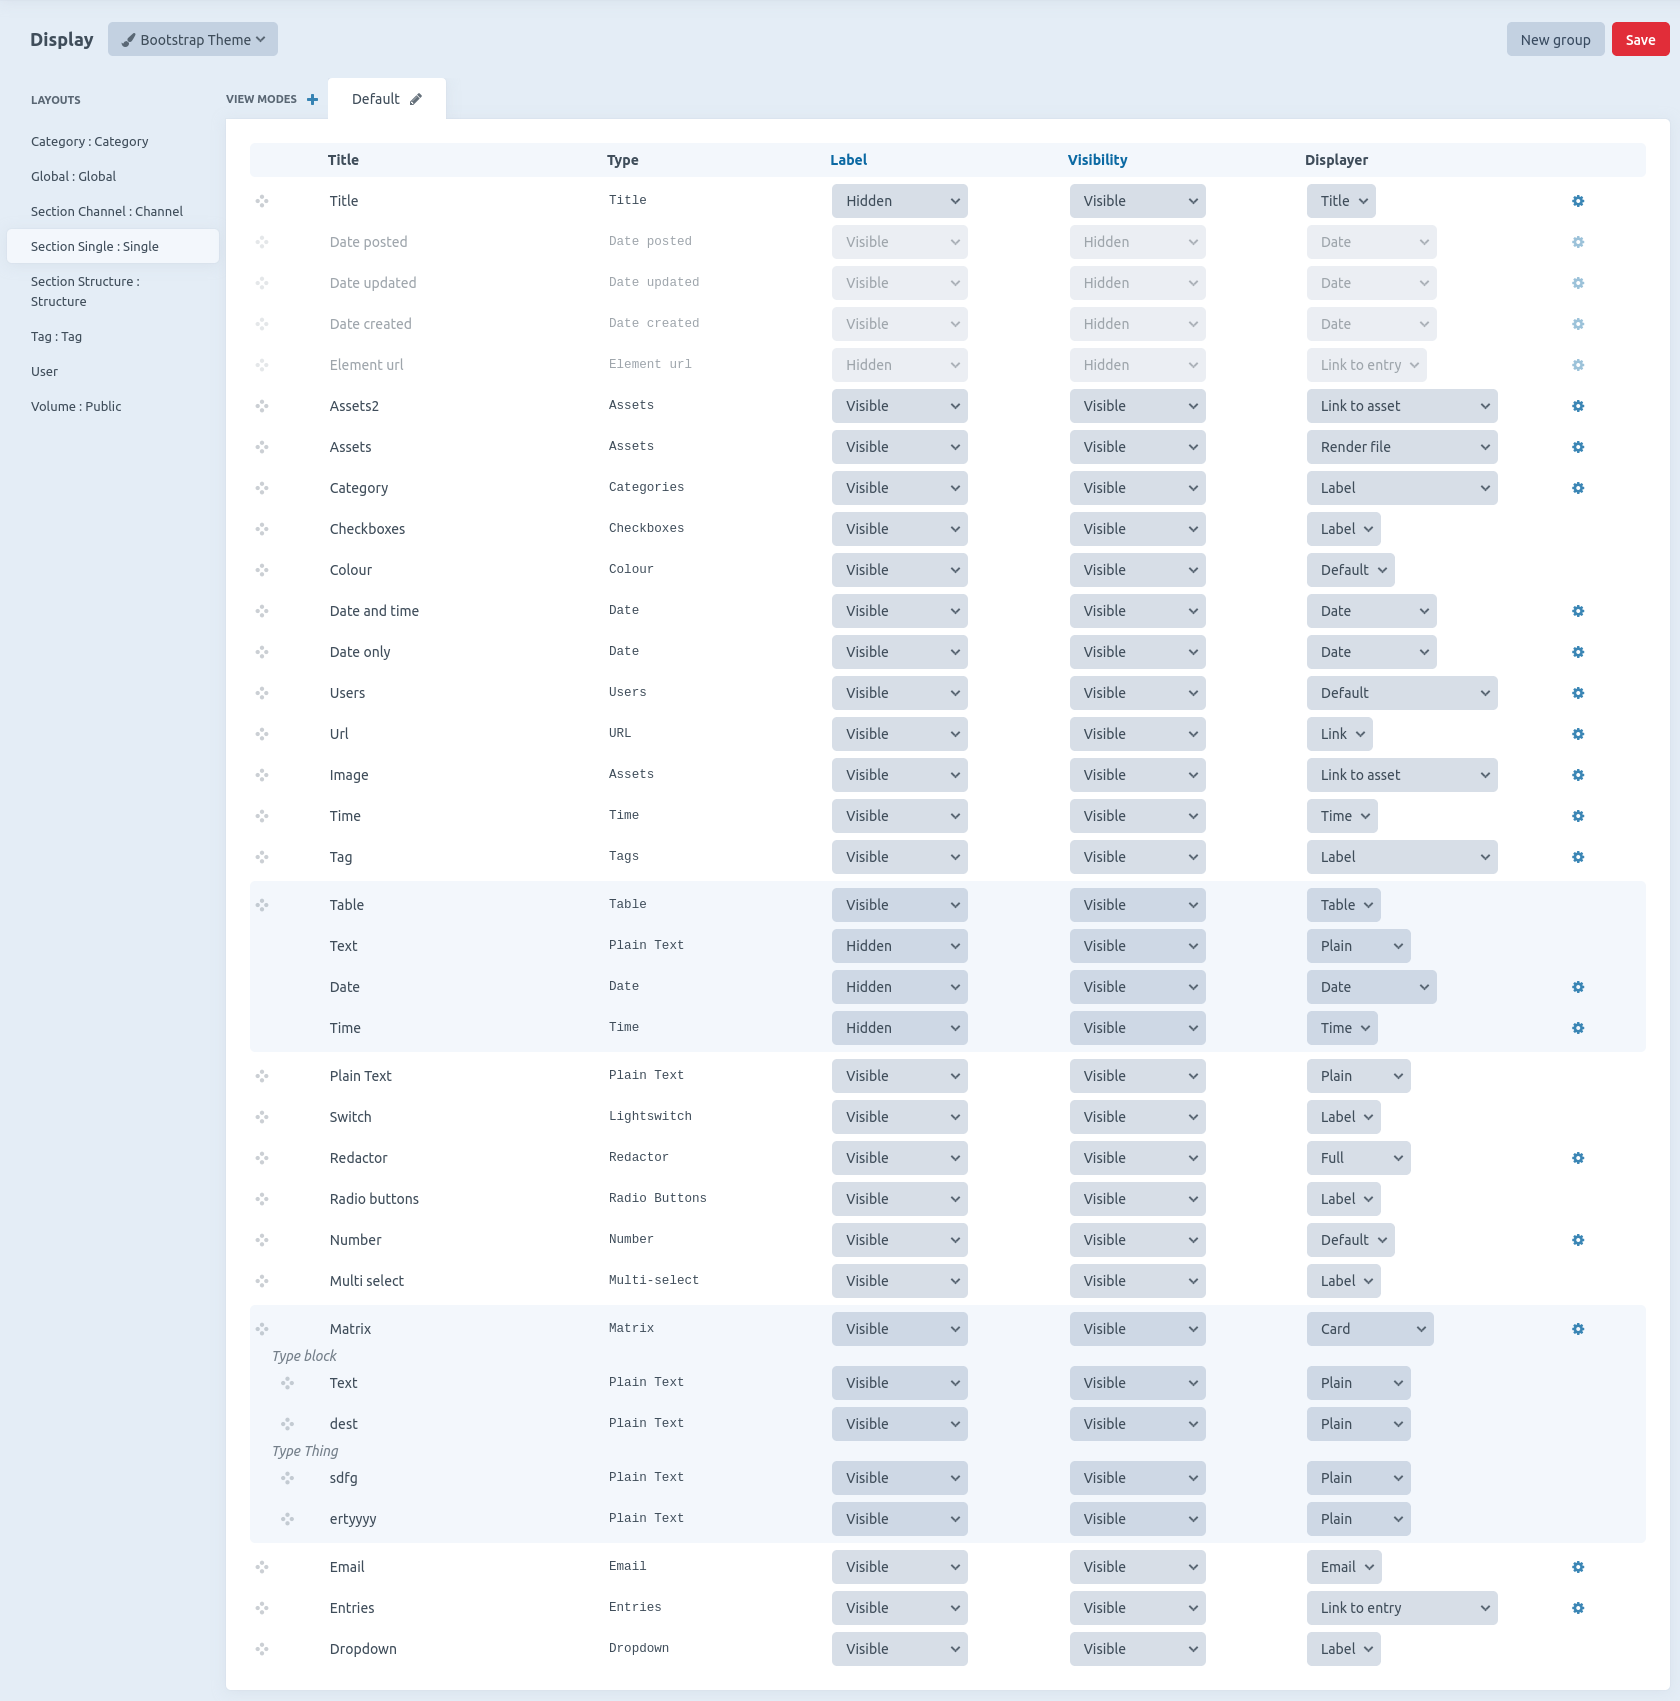 Display Bootstrap Theme New group Save
LAYOUTS
Category : Category
Global : Global
Section Channel : Channel
Section Single : Single
Section Structure :
Structure
Tag : Tag
User
Volume : Public
VIEW MODES Default
Title Type Label Visibility Displayer
Title Title Hidden Visible Title
Date posted Date posted Visible Hidden Date
Date updated Date updated Visible Hidden Date
Date created Date created Visible Hidden Date
Element url Element url Hidden Hidden Link to entry
Assets2 Assets Visible Visible Link to asset
Assets Assets Visible Visible Render file
Category Categories Visible Visible Label
Checkboxes Checkboxes Visible Visible Label
Colour Colour Visible Visible Default
Date and time Date Visible Visible Date
Date only Date Visible Visible Date
Users Users Visible Visible Default
Url URL Visible Visible Link
Image Assets Visible Visible Link to asset
Time Time Visible Visible Time
Tag Tags Visible Visible Label
Table Table Visible Visible Table
Text Plain Text Hidden Visible Plain
Date Date Hidden Visible Date
Time Time Hidden Visible Time
Plain Text Plain Text Visible Visible Plain
Switch Lightswitch Visible Visible Label
Redactor Redactor Visible Visible Full
Radio buttons Radio Buttons Visible Visible Label
Number Number Visible Visible Default
Multi select Multi-select Visible Visible Label
Matrix Matrix Visible Visible Card
Type block
Text Plain Text Visible Visible Plain
dest Plain Text Visible Visible Plain
Type Thing
sdfg Plain Text Visible Visible Plain
ertyyyy Plain Text Visible Visible Plain
Email Email Visible Visible Email
Entries Entries Visible Visible Link to entry
Dropdown Dropdown Visible Visible Label